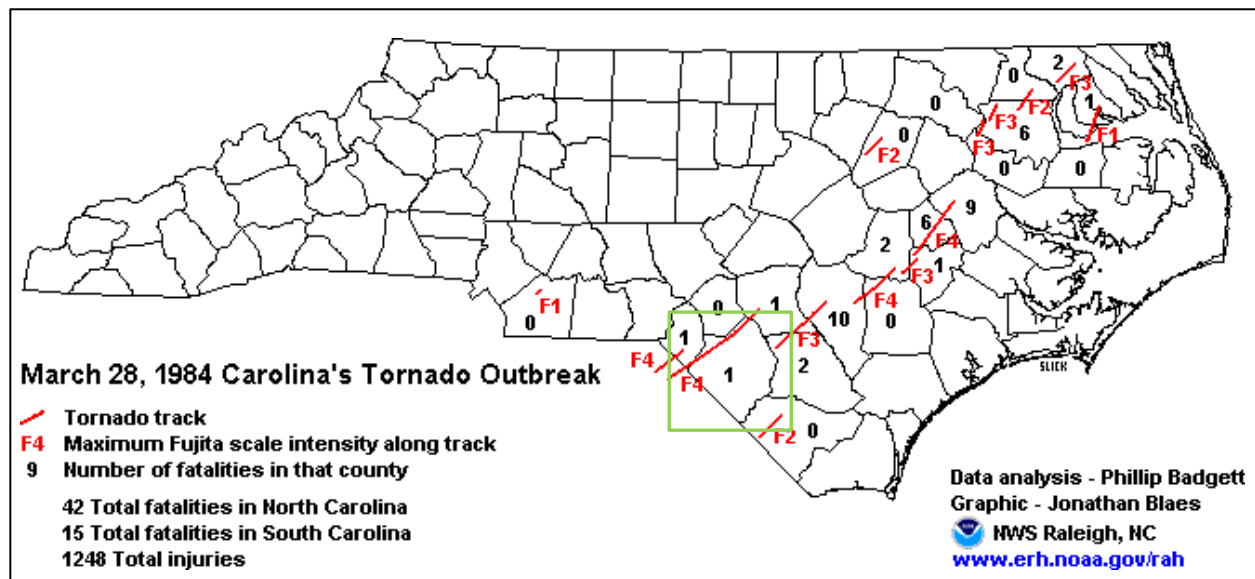 2
0
F3
0
1
F2
F3
6
F1
0
F2
F3
0
0
9
6
F4
2
1
F3
F4
F1
0
0
1
10
0
F3
1
F4
F4
1
2
SLICK
F2
0
March 28, 1984 Carolina's Tornado Outbreak
Tornado track
F4 Maximum Fujita scale intensity along track
9 Number of fatalities in that county
42 Total fatalities in North Carolina
15 Total fatalities in South Carolina
1248 Total injuries
Data analysis - Phillip Badgett
Graphic - Jonathan Blaes
NWS Raleigh, NC
www.erh.noaa.gov/rah